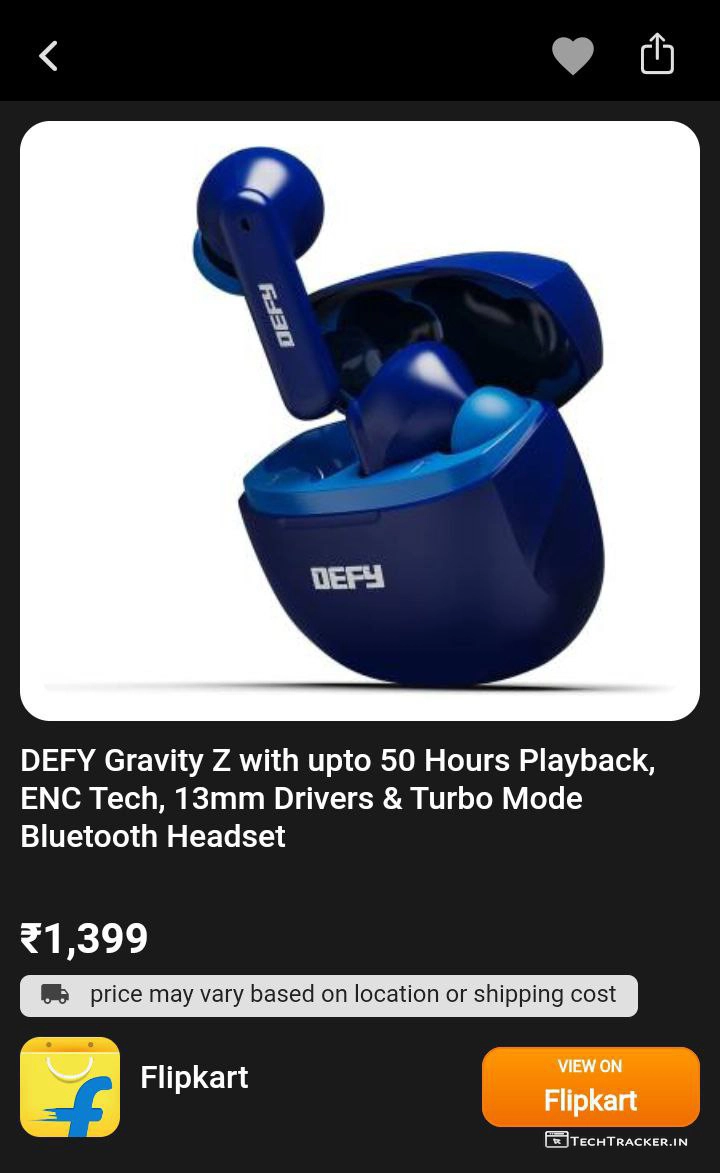 DEFY
DEFY
DEFY Gravity Z with upto 50 Hours Playback,
ENC Tech, 13mm Drivers & Turbo Mode
Bluetooth Headset
₹1,399
price may vary based on location or shipping cost
Flipkart
VIEW ON
Flipkart
TECHTRACKER.IN